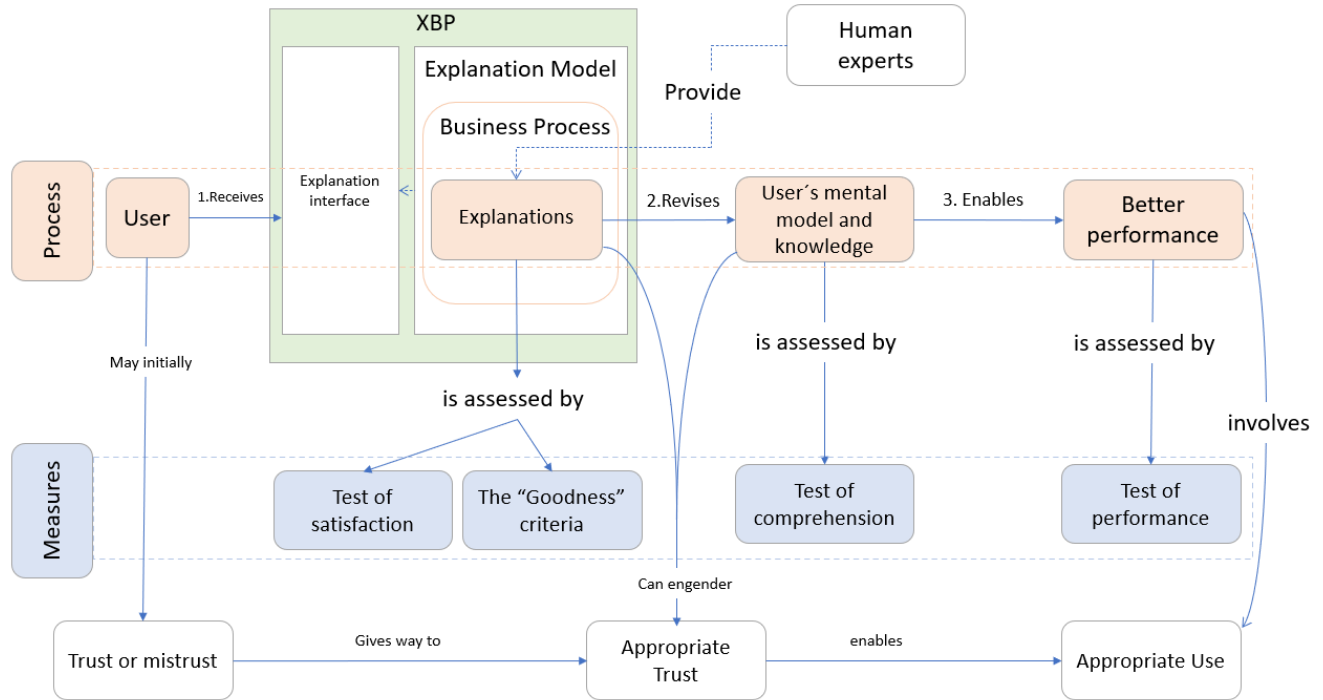 XBP
Human
experts
Explanation Model
Provide
Business Process
Process
User
1.Receives
Explanation
interface
Explanations
2.Revises
User´s mental
model and
knowledge
3. Enables
Better
performance
May initially
is assessed by
is assessed by
is assessed by
involves
Measures
Test of
satisfaction
The “Goodness”
criteria
Test of
comprehension
Test of
performance
Can engender
Trust or mistrust
Gives way to
Appropriate
Trust
enables
Appropriate Use